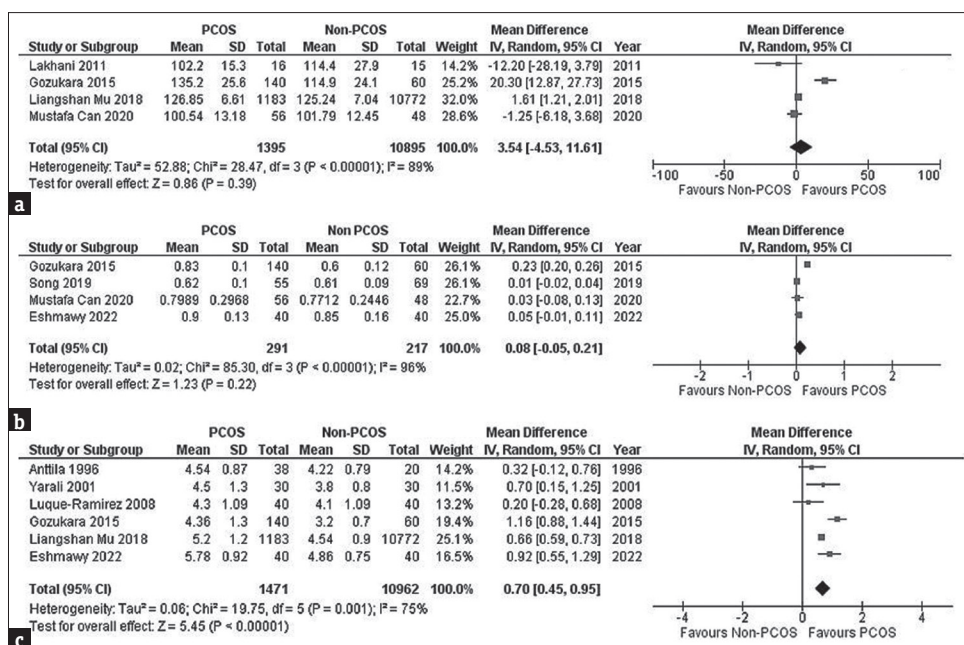 PCOS Non-PCOS Mean Difference Mean Difference
Study or Subgroup Mean SD Total Mean SD Total Weight IV, Random, 95% CI Year IV, Random, 95% CI
Lakhani 2011 102.2 15.3 16 114.4 27.9 15 14.2% -12.20 [-28.19, 3.79] 2011
Gozukara 2015 135.2 25.6 140 114.9 24.1 60 25.2% 20.30 [12.87, 27.73] 2015
Liangshan Mu 2018 126.85 6.61 1183 125.24 7.04 10772 32.0% 1.61 [1.21, 2.01] 2018
Mustafa Can 2020 100.54 13.18 56 101.79 12.45 48 28.6% -1.25 [-6.18, 3.68] 2020
Total (95% CI) 1395 10895 100.0% 3.54 [-4.53, 11.61]
Heterogeneity: Tau² = 52.88; Chi² = 28.47, df = 3 (P < 0.00001); I² = 89%
Test for overall effect: Z = 0.86 (P = 0.39)
-100 -50 0 50 100
Favours Non-PCOS Favours PCOS
a
PCOS Non PCOS Mean Difference Mean Difference
Study or Subgroup Mean SD Total Mean SD Total Weight IV, Random, 95% CI Year IV, Random, 95% CI
Gozukara 2015 0.83 0.1 140 0.6 0.12 60 26.1% 0.23 [0.20, 0.26] 2015
Song 2019 0.62 0.1 55 0.61 0.09 69 26.1% 0.01 [-0.02, 0.04] 2019
Mustafa Can 2020 0.7989 0.2968 56 0.7712 0.2446 48 22.7% 0.03 [-0.08, 0.13] 2020
Eshmawy 2022 0.9 0.13 40 0.85 0.16 40 25.0% 0.05 [-0.01, 0.11] 2022
Total (95% CI) 291 217 100.0% 0.08 [-0.05, 0.21]
Heterogeneity: Tau² = 0.02; Chi² = 85.30, df = 3 (P < 0.00001); I² = 96%
Test for overall effect: Z = 1.23 (P = 0.22)
-2 -1 0 1 2
Favours Non-PCOS Favours PCOS
b
PCOS Non-PCOS Mean Difference Mean Difference
Study or Subgroup Mean SD Total Mean SD Total Weight IV, Random, 95% CI Year IV, Random, 95% CI
Anttila 1996 4.54 0.87 38 4.22 0.79 20 14.2% 0.32 [-0.12, 0.76] 1996
Yarali 2001 4.5 1.3 30 3.8 0.8 30 11.5% 0.70 [0.15, 1.25] 2001
Luque-Ramirez 2008 4.3 1.09 40 4.1 1.09 40 13.2% 0.20 [-0.28, 0.68] 2008
Gozukara 2015 4.36 1.3 140 3.2 0.7 60 19.4% 1.16 [0.88, 1.44] 2015
Liangshan Mu 2018 5.2 1.2 1183 4.54 0.9 10772 25.1% 0.66 [0.59, 0.73] 2018
Eshmawy 2022 5.78 0.92 40 4.86 0.75 40 16.5% 0.92 [0.55, 1.29] 2022
Total (95% CI) 1471 10962 100.0% 0.70 [0.45, 0.95]
Heterogeneity: Tau² = 0.06; Chi² = 19.75, df = 5 (P = 0.001); I² = 75%
Test for overall effect: Z = 5.45 (P < 0.00001)
-4 -2 0 2 4
Favours Non-PCOS Favours PCOS
c